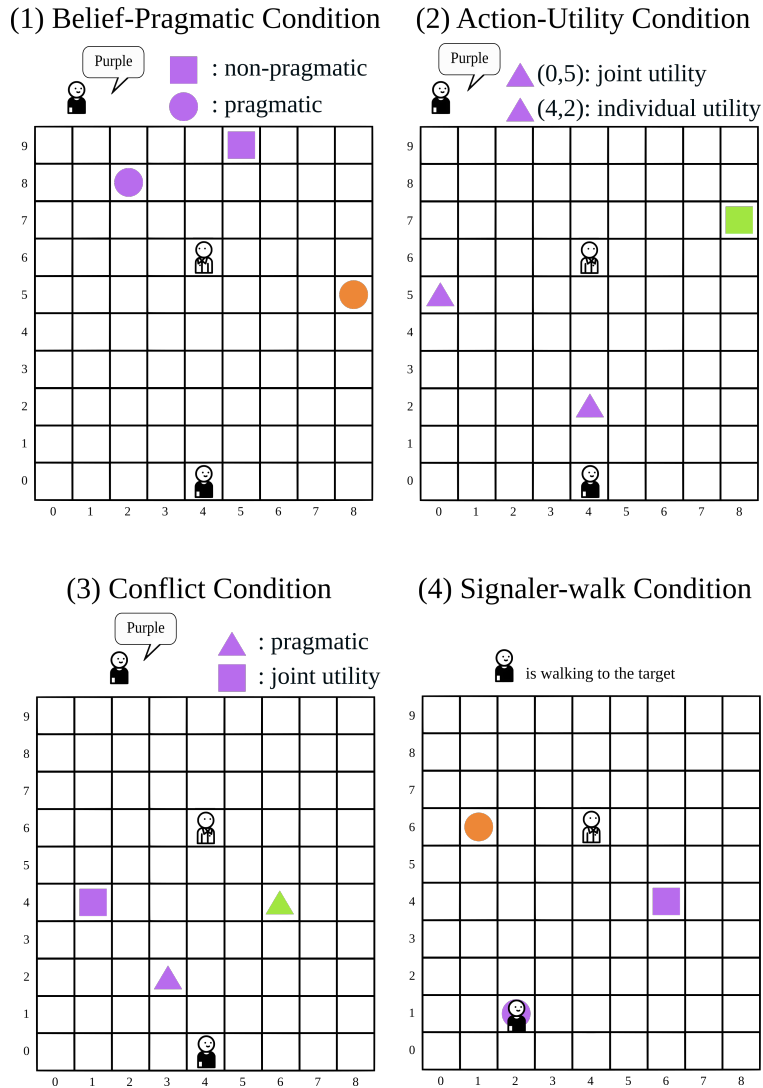 (1) Belief-Pragmatic Condition
Purple
: non-pragmatic
: pragmatic
9
8
7
6
5
4
3
2
1
0
0 1 2 3 4 5 6 7 8
(2) Action-Utility Condition
Purple
(0,5): joint utility
(4,2): individual utility
9
8
7
6
5
4
3
2
1
0
0 1 2 3 4 5 6 7 8
(3) Conflict Condition
Purple
: pragmatic
: joint utility
9
8
7
6
5
4
3
2
1
0
0 1 2 3 4 5 6 7 8
(4) Signaler-walk Condition
is walking to the target
9
8
7
6
5
4
3
2
1
0
0 1 2 3 4 5 6 7 8